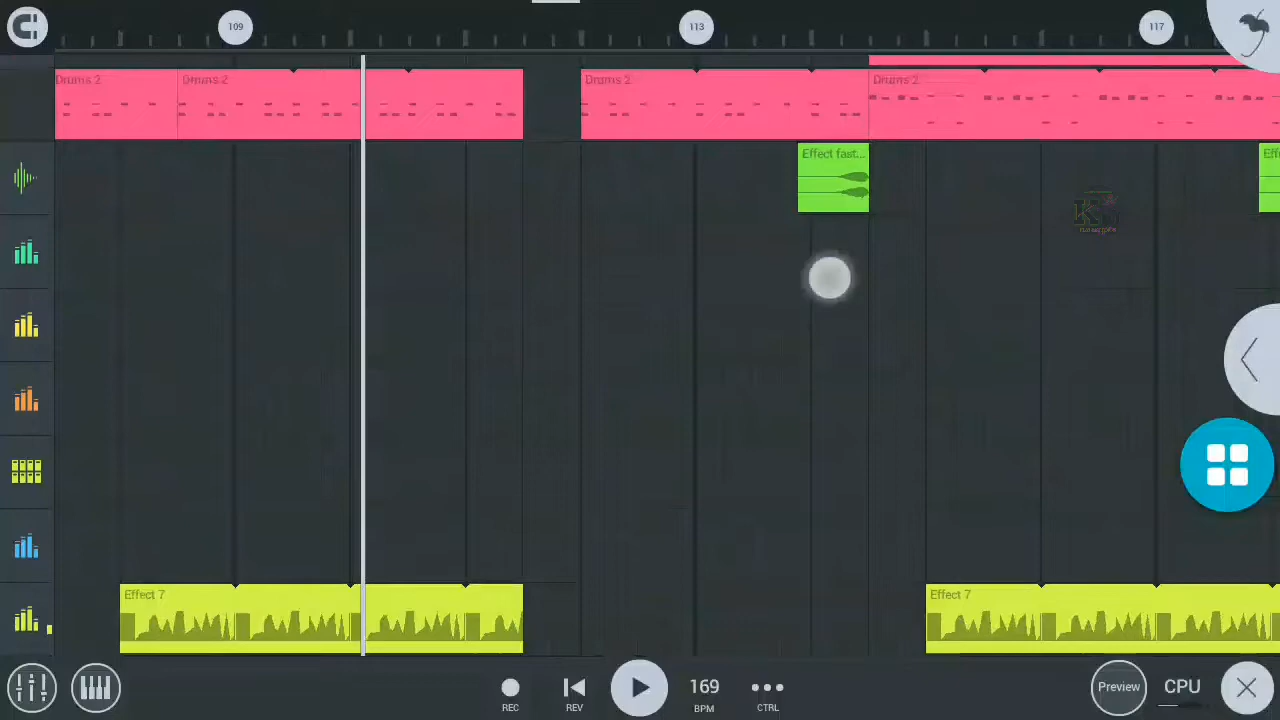 109
113
117
Drums 2
Drums 2
Drums 2
Drums 2
Effect fast...
Effect 7
Effect 7
REC
REV
169
BPM
CTRL
Preview
CPU